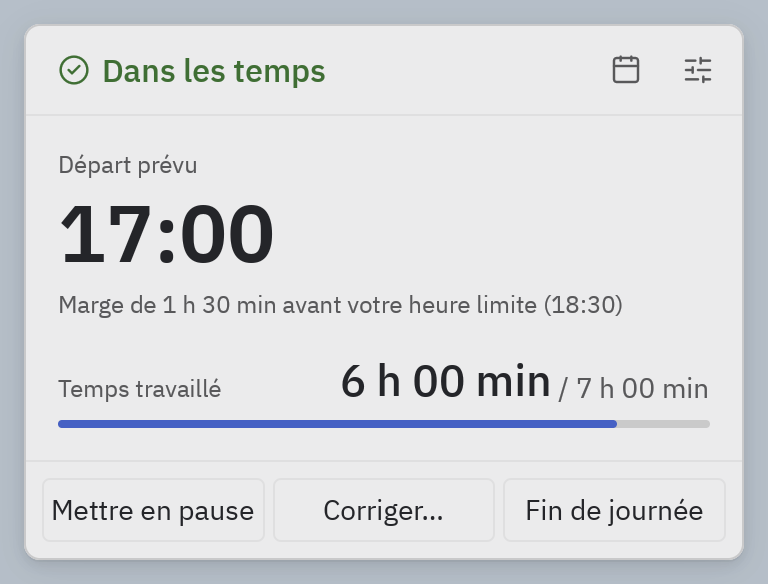 Dans les temps
Départ prévu
17:00
Marge de 1 h 30 min avant votre heure limite (18:30)
Temps travaillé 6 h 00 min / 7 h 00 min
Mettre en pause Corriger... Fin de journée